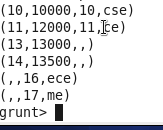 (10,10000,10,cse)
(11,12000,11,ce)
(13,13000,,)
(14,13500,,)
(,,16,ece)
(,,17,me)
grunt>